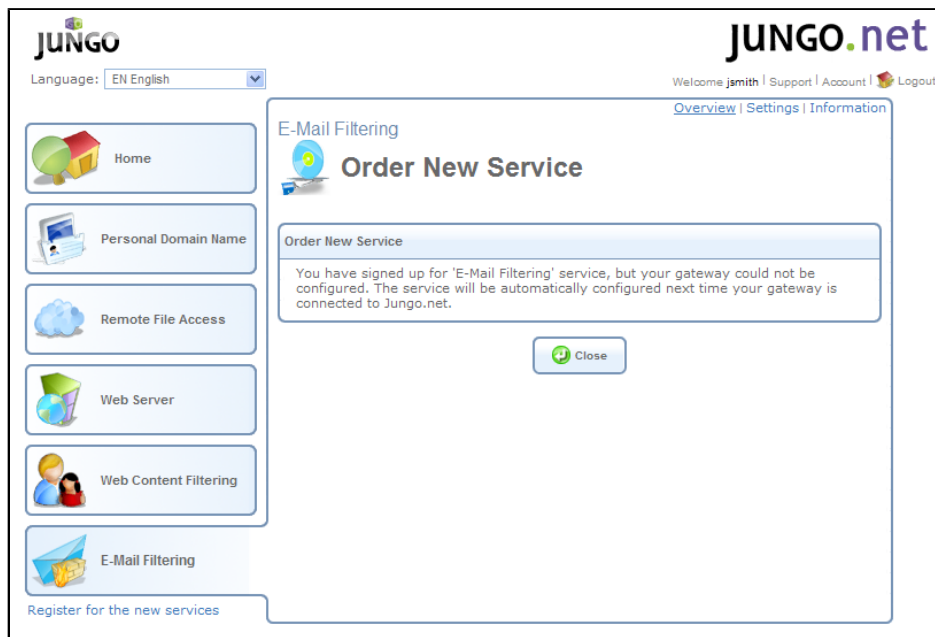 JUNGO
JUNGO.net
Language: EN English
Welcome jsmith | Support | Account | Logout
Overview | Settings | Information
E-Mail Filtering
Order New Service
Home
Personal Domain Name
Remote File Access
Web Server
Web Content Filtering
E-Mail Filtering
Register for the new services
Order New Service
You have signed up for 'E-Mail Filtering' service, but your gateway could not be
configured. The service will be automatically configured next time your gateway is
connected to Jungo.net.
Close